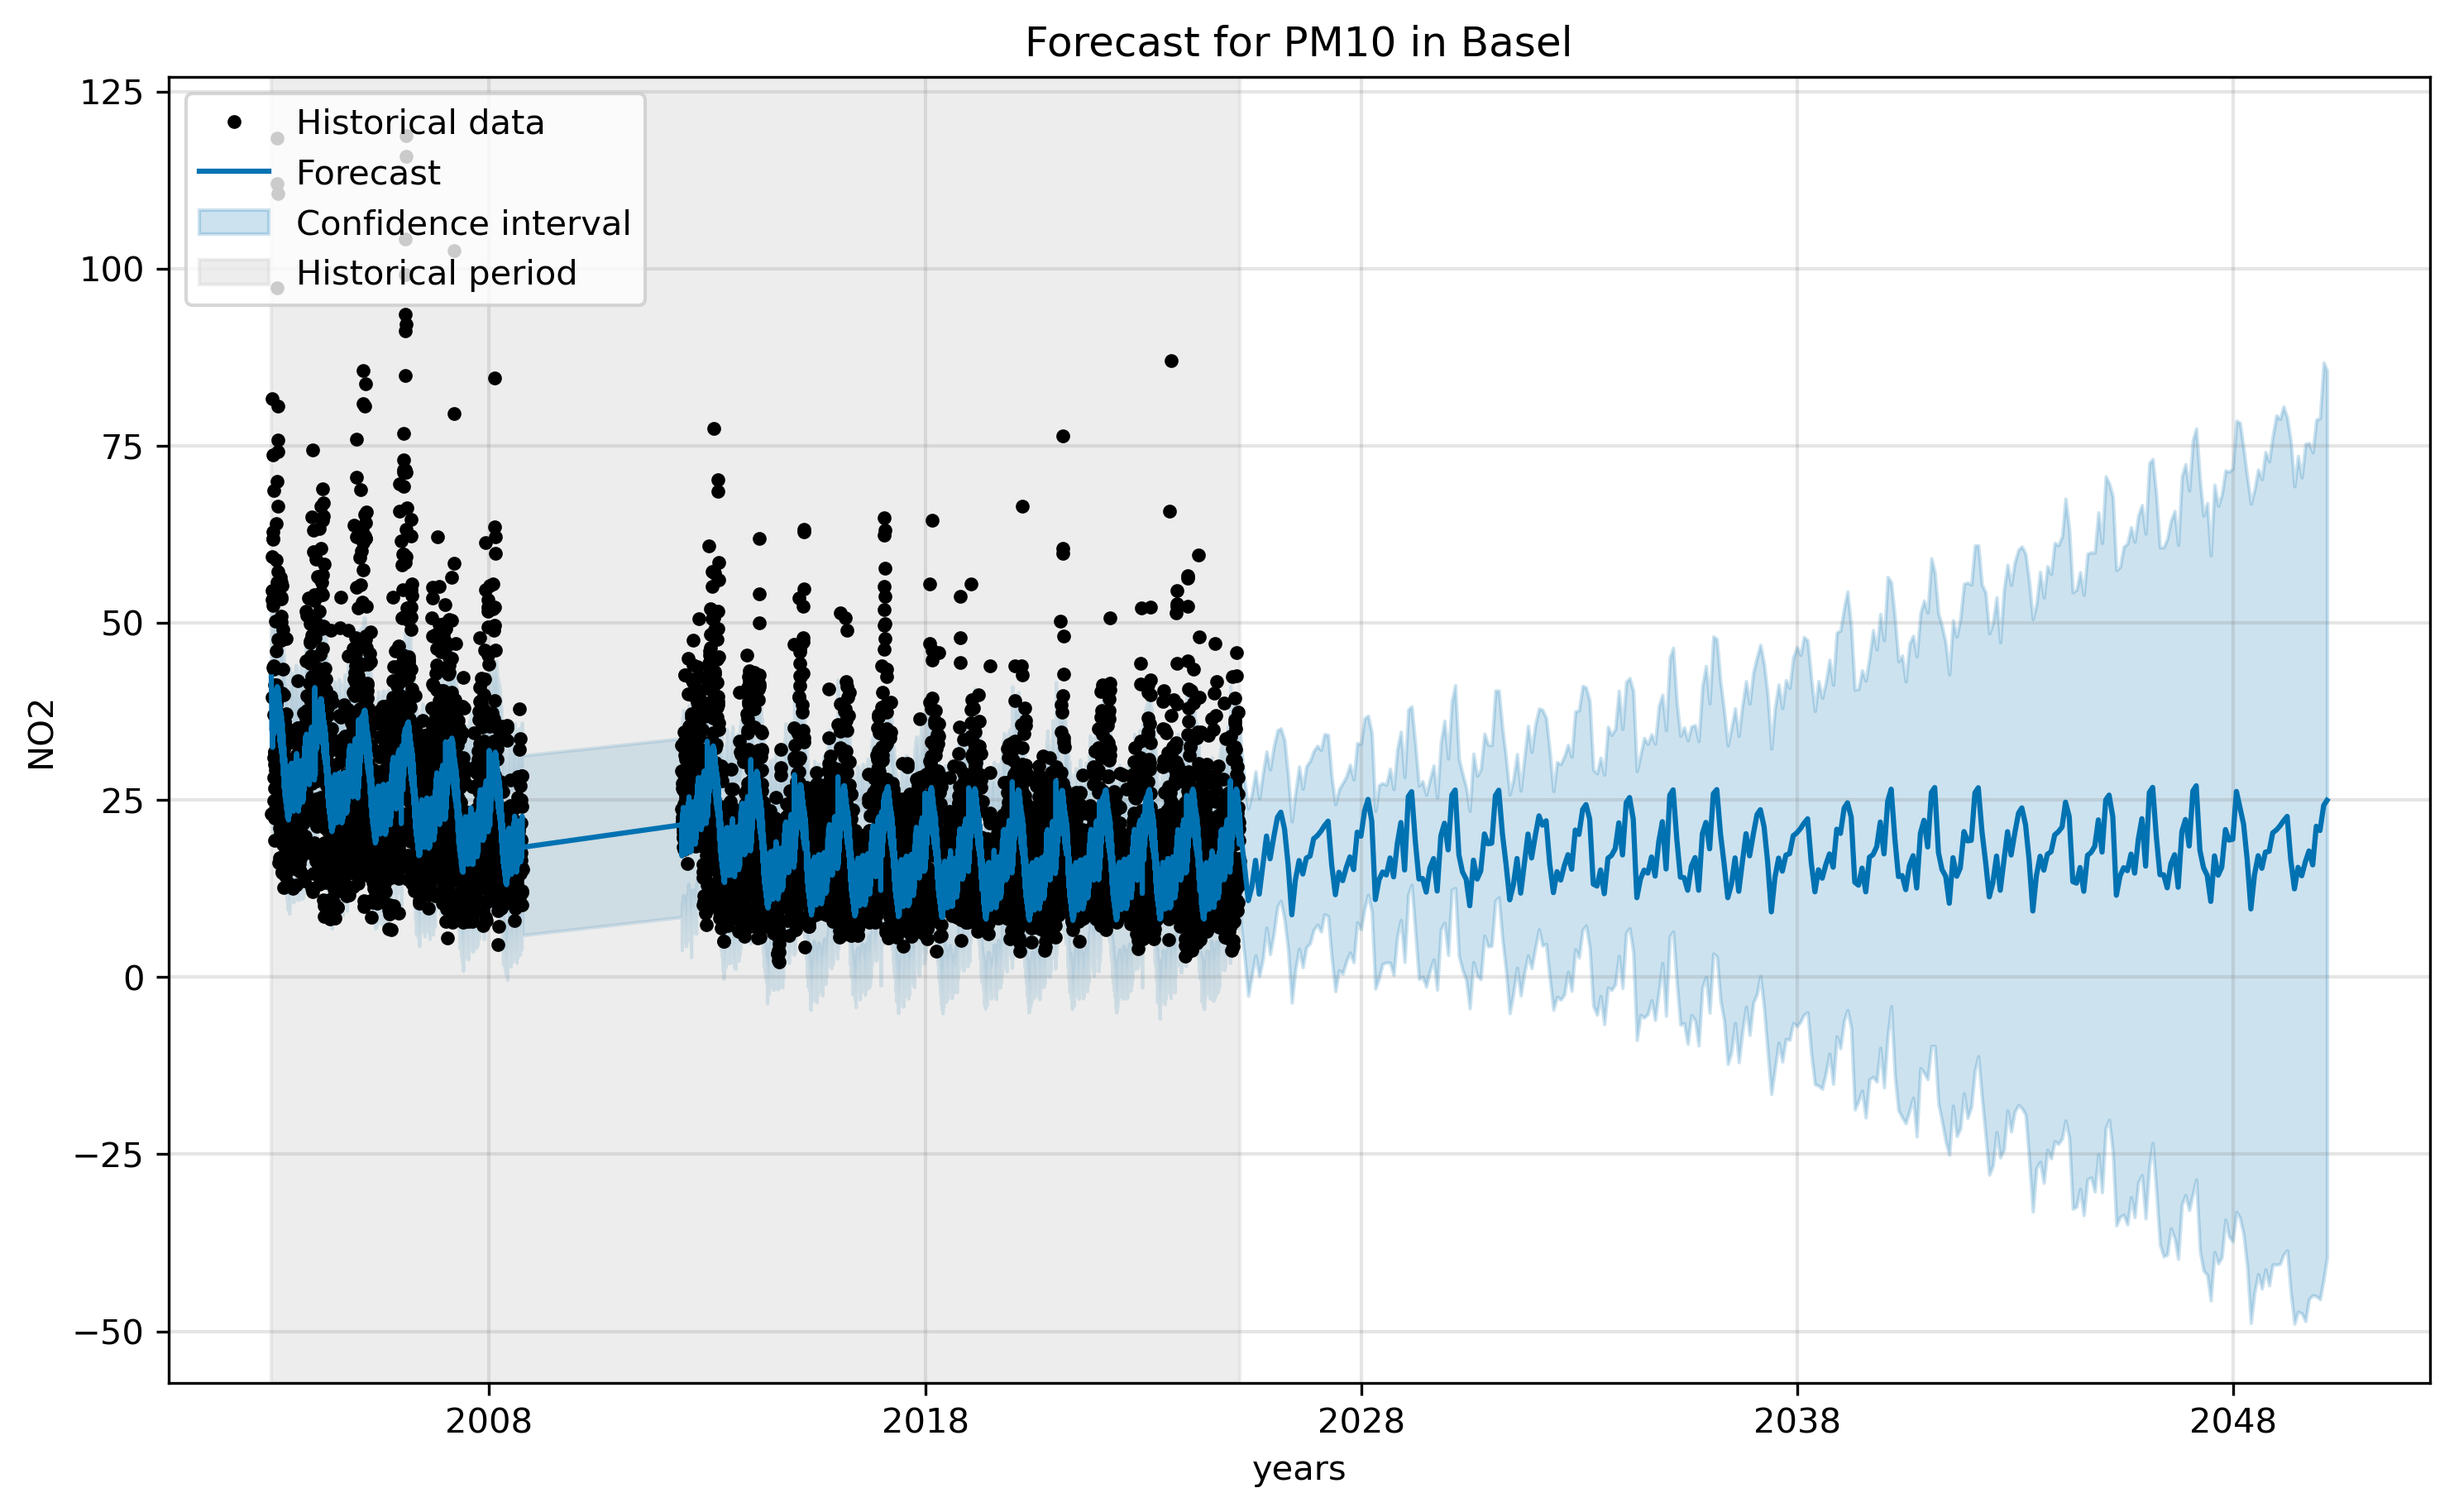 Forecast for PM10 in Basel
125
100
75
50
25
0
−25
−50
NO2
Historical data
Forecast
Confidence interval
Historical period
2008
2018
2028
2038
2048
years